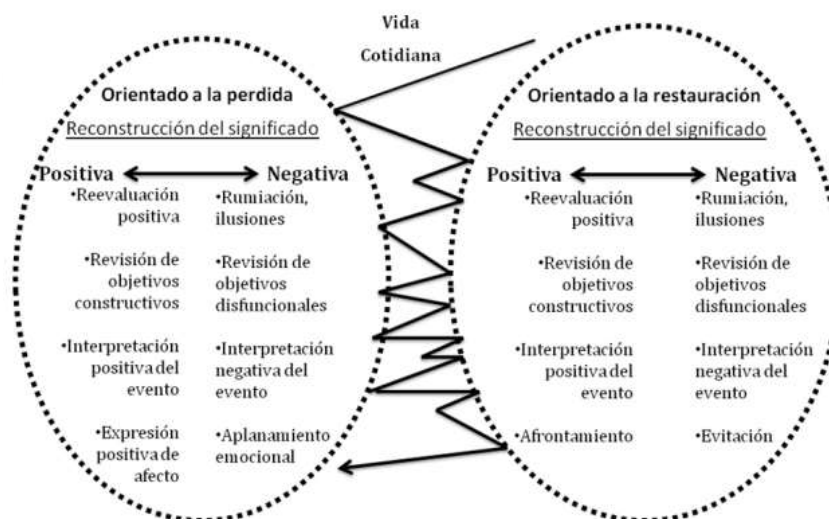 Vida
Cotidiana
Orientado a la perdida
Reconstrucción del significado
Positiva
Negativa
•Reevaluación
positiva
•Rumiación,
ilusiones
•Revisión de
objetivos
constructivos
•Revisión de
objetivos
disfuncionales
•Interpretación
positiva del
evento
•Interpretación
negativa del
evento
•Expresión
positiva de
afecto
•Aplanamiento
emocional
Orientado a la restauración
Reconstrucción del significado
Positiva
Negativa
•Reevaluación
positiva
•Rumiación,
ilusiones
•Revisión de
objetivos
constructivos
•Revisión de
objetivos
disfuncionales
•Interpretación
positiva del
evento
•Interpretación
negativa del
evento
•Afrontamiento
•Evitación